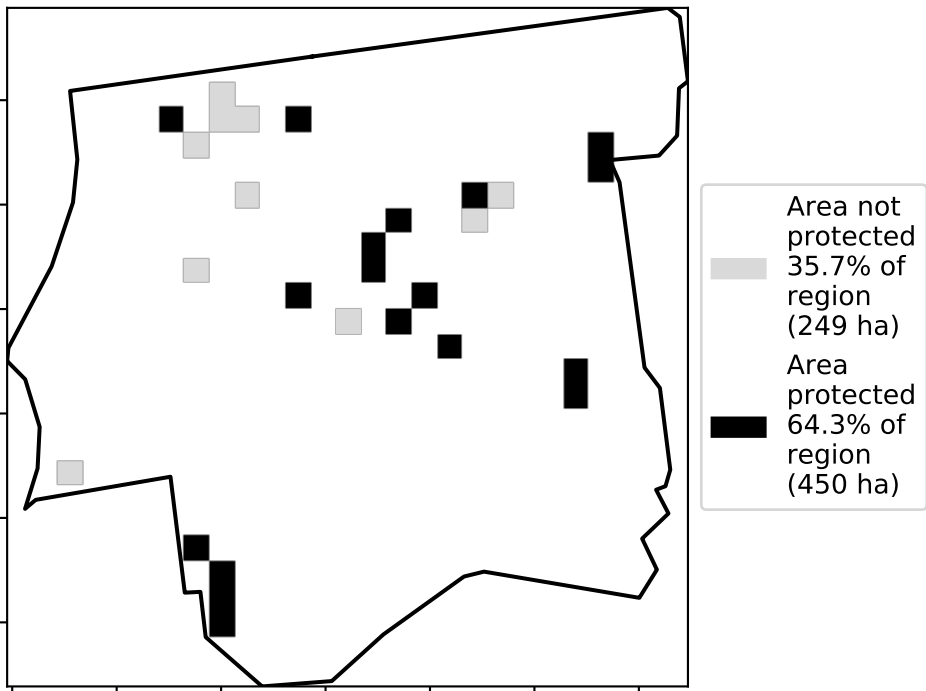 Area not
protected
35.7% of
region
(249 ha)
Area
protected
64.3% of
region
(450 ha)